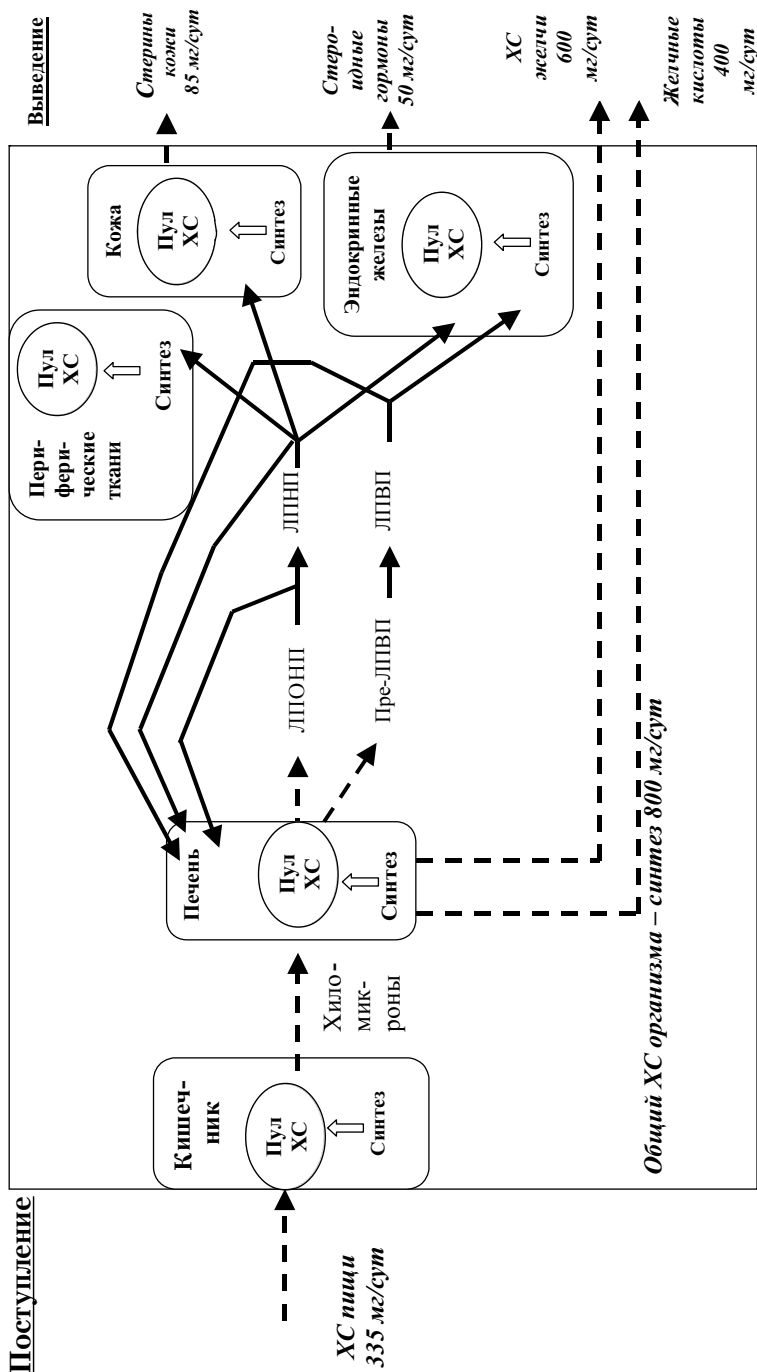 Поступление
ХС пищи
335 мг/сут
Кишеч-
ник
Пул
ХС
Синтез
Хило-
мик-
роны
Печень
Пул
ХС
Синтез
ЛПОНП
Пре-ЛПВП
ЛПНП
ЛПВП
Пери-
фери-
ческие
ткани
Пул
ХС
Синтез
Кожа
Пул
ХС
Синтез
Эндокринные
железы
Пул
ХС
Синтез
Общий ХС организма – синтез 800 мг/сут
Выведение
Стерины
кожи
85 мг/сут
Стеро-
идные
гормоны
50 мг/сут
ХС
желчи
600
мг/сут
Желчные
кислоты
400
мг/сут